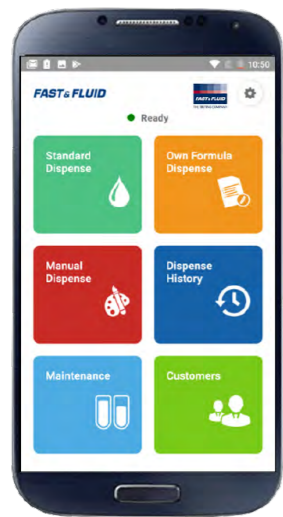 10:50
FAST& FLUID
FAST& FLUID
Ready
Standard
Dispense
Own Formula
Dispense
Manual
Dispense
Dispense
History
Maintenance
Customers